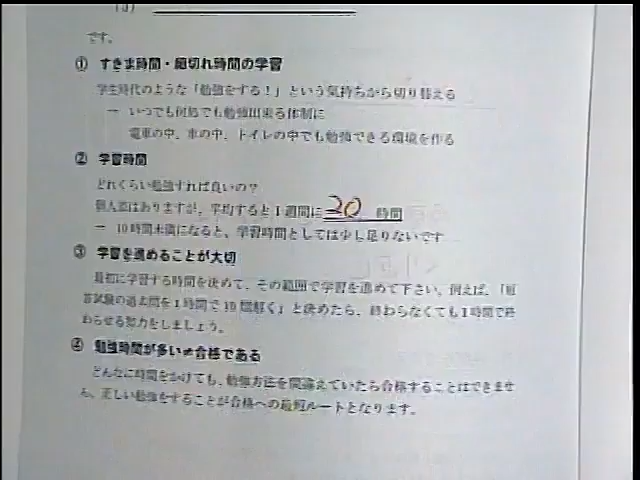 です。
① すきま時間・細切れ時間の学習
学生時代のような「勉強をする!」という気持ちから切り替える
→ いつでも何処でも勉強出来る体制に
電車の中、車の中、トイレの中でも勉強できる環境を作る
② 学習時間
どれくらい勉強すれば良いの?
個人差はありますが、平均すると1週間に 20 時間
→ 10時間未満になると、学習時間としては少し足りないです
③ 学習を進めることが大切
最初に学習する時間を決めて、その範囲で学習を進めて下さい。例えば、「短
答試験の過去問を1時間で10問解く」と決めたら、終わらなくても1時間で終
わらせる努力をしましょう。
④ 勉強時間が多い≠合格である
どんなに時間をかけても、勉強方法を間違えていたら合格することはできませ
ん。正しい勉強をすることが合格への最短ルートとなります。